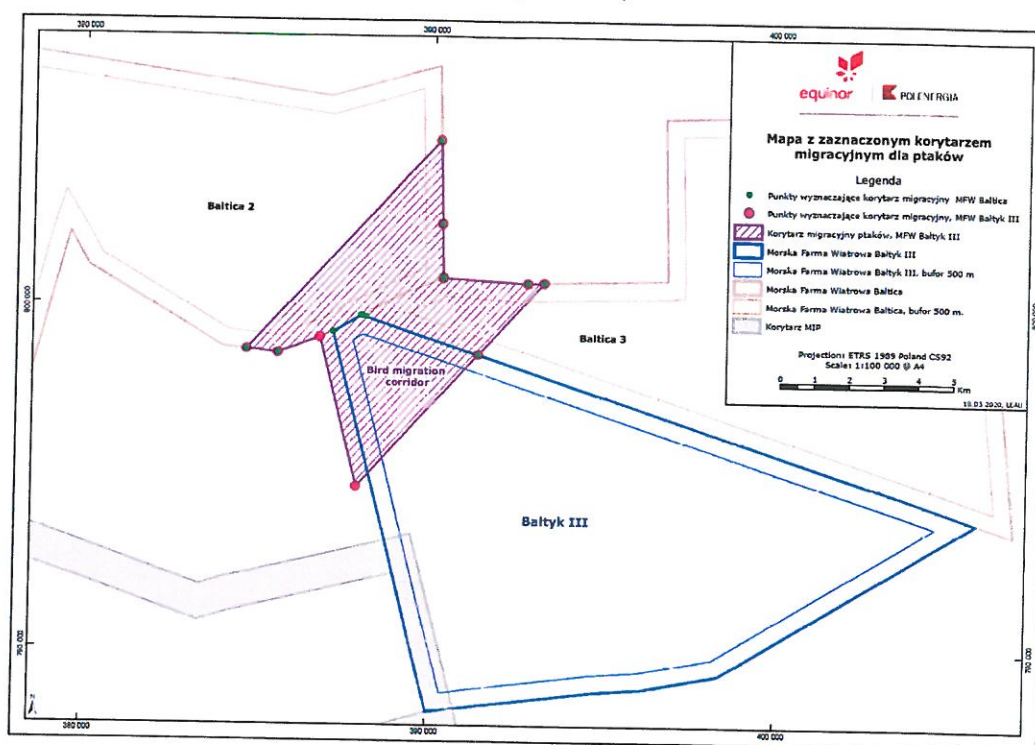 380 000
390 000
400 000
equinor
POLENERGIA
Mapa z zaznaczonym korytarzem
migracyjnym dla ptaków
Legenda
Punkty wyznaczające korytarz migracyjny MFW Baltica
Punkty wyznaczające korytarz migracyjny, MFW Bałtyk III
Korytarz migracyjny ptaków, MFW Bałtyk III
Morska Farma Wiatrowa Bałtyk III
Morska Farma Wiatrowa Bałtyk III, bufor 500 m
Morska Farma Wiatrowa Baltica
Morska Farma Wiatrowa Baltica, bufor 500 m.
Korytarz MIP
Projection: ETRS 1989 Poland CS92
Scale: 1:100 000 @ A4
0 1 2 3 4 5
Km
Baltica 2
800 000
Baltica 3
Bird migration
corridor
Bałtyk III
790 000
380 000
390 000
400 000